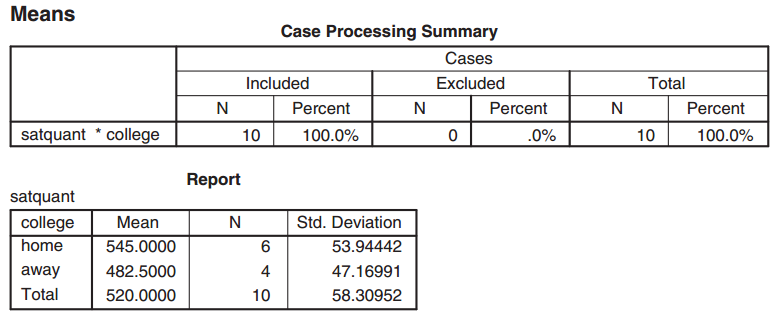 Means
Case Processing Summary
Cases
Included Excluded Total
N Percent N Percent N Percent
satquant * college 10 100.0% 0 .0% 10 100.0%
Report
satquant
college Mean N Std. Deviation
home 545.0000 6 53.94442
away 482.5000 4 47.16991
Total 520.0000 10 58.30952